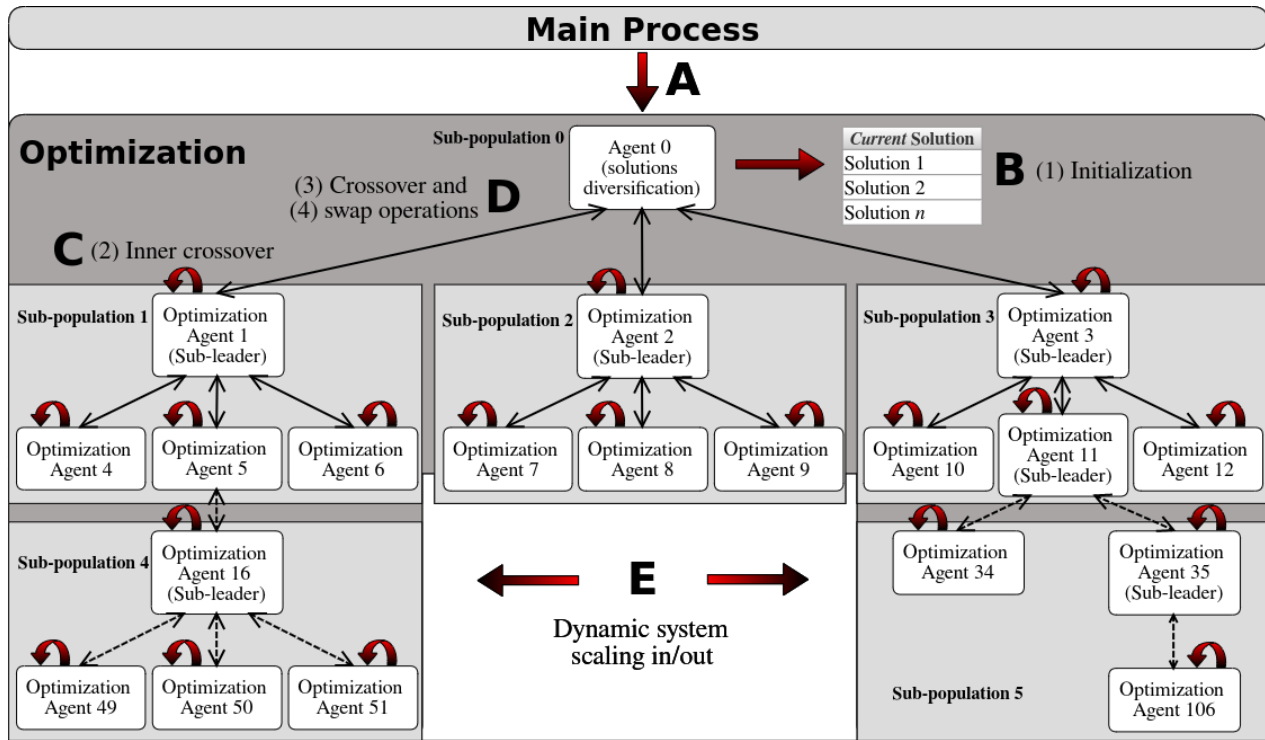 Main Process
A
Sub-population 0
Optimization
Agent 0
(solutions
diversification)
Current Solution
Solution 1
Solution 2
Solution n
B (1) Initialization
(3) Crossover and
(4) swap operations
D
C (2) Inner crossover
Sub-population 1
Optimization
Agent 1
(Sub-leader)
Sub-population 2
Optimization
Agent 2
(Sub-leader)
Sub-population 3
Optimization
Agent 3
(Sub-leader)
Optimization
Agent 4
Optimization
Agent 5
Optimization
Agent 6
Optimization
Agent 7
Optimization
Agent 8
Optimization
Agent 9
Optimization
Agent 10
Optimization
Agent 11
(Sub-leader)
Optimization
Agent 12
Sub-population 4
Optimization
Agent 16
(Sub-leader)
E
Dynamic system
scaling in/out
Optimization
Agent 34
Optimization
Agent 35
(Sub-leader)
Optimization
Agent 49
Optimization
Agent 50
Optimization
Agent 51
Sub-population 5
Optimization
Agent 106